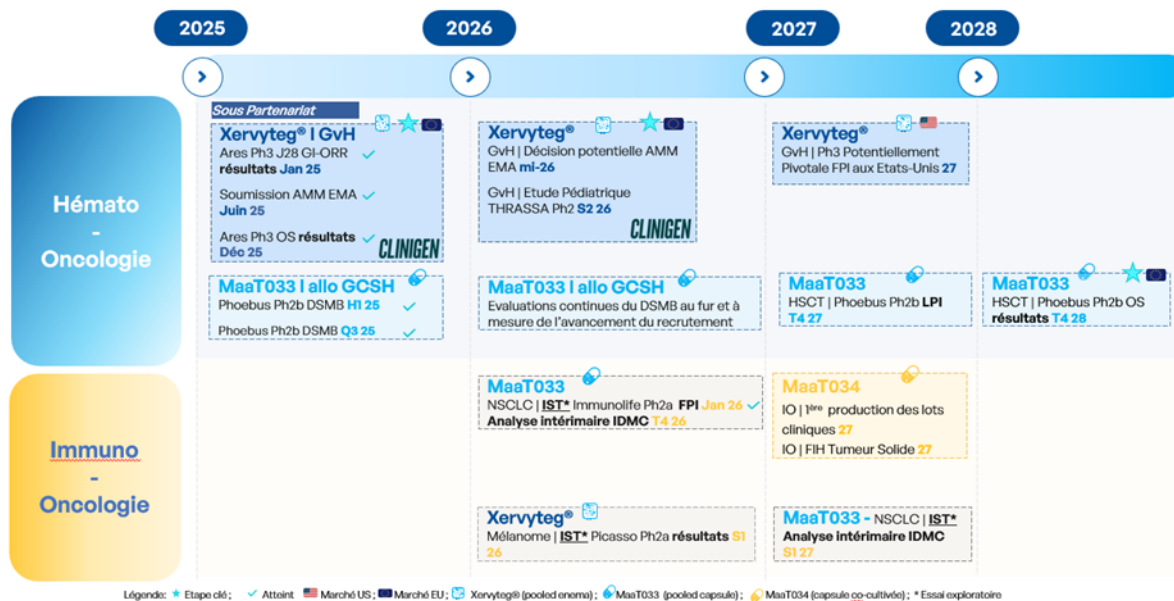 2025
2026
2027
2028
Hémato
-
Oncologie
Sous Partenariat
Xervyteg® I GvH
Ares Ph3 J28 GI-ORR
résultats Jan 25
Soumission AMM EMA
Juin 25
Ares Ph3 OS résultats
Déc 25
CLINIGEN
Xervyteg®
GvH | Décision potentielle AMM
EMA mi-26
GvH | Etude Pédiatrique
THRASSA Ph2 S2 26
CLINIGEN
Xervyteg®
GvH | Ph3 Potentiellement
Pivotale FPI aux Etats-Unis 27
MaaT033 I allo GCSH
Phoebus Ph2b DSMB H1 25
Phoebus Ph2b DSMB Q3 25
MaaT033 I allo GCSH
Evaluations continues du DSMB au fur et à
mesure de l'avancement du recrutement
MaaT033
HSCT | Phoebus Ph2b LPI
T4 27
MaaT033
HSCT | Phoebus Ph2b OS
résultats T4 28
Immuno
-
Oncologie
MaaT033
NSCLC | IST* Immunolife Ph2a FPI Jan 26
Analyse intérimaire IDMC T4 26
MaaT034
IO | 1ère production des lots
cliniques 27
IO | FIH Tumeur Solide 27
Xervyteg®
Mélanome | IST* Picasso Ph2a résultats S1
26
MaaT033 - NSCLC | IST*
Analyse intérimaire IDMC
S1 27
Légende: Etape clé ; Atteint Marché US ; Marché EU ; Xervyteg® (pooled enema) ; MaaT033 (pooled capsule) ; MaaT034 (capsule co-cultivée) ; * Essai exploratoire